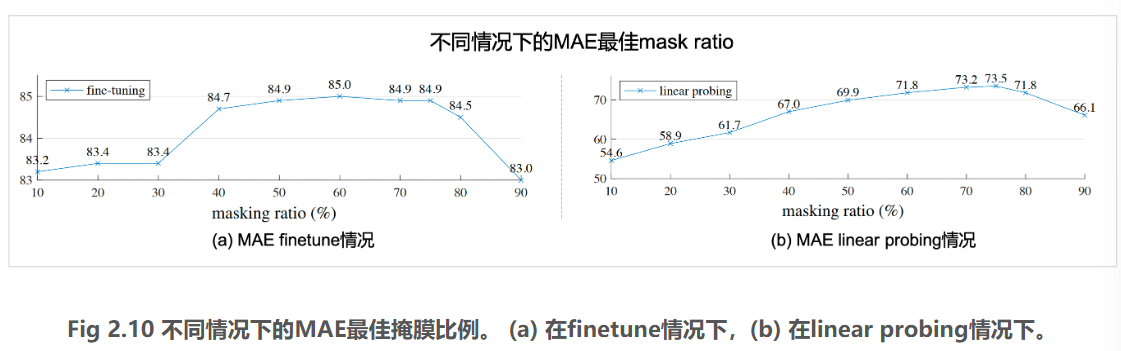 不同情况下的MAE最佳mask ratio
fine-tuning
85
84
83
83.2
83.4
83.4
84.7
84.9
85.0
84.9
84.9
84.5
83.0
10 20 30 40 50 60 70 80 90
masking ratio (%)
(a) MAE finetune情况
linear probing
70
60
50
54.6
58.9
61.7
67.0
69.9
71.8
73.2
73.5
71.8
66.1
10 20 30 40 50 60 70 80 90
masking ratio (%)
(b) MAE linear probing情况
Fig 2.10 不同情况下的MAE最佳掩膜比例。 (a) 在finetune情况下，(b) 在linear probing情况下。